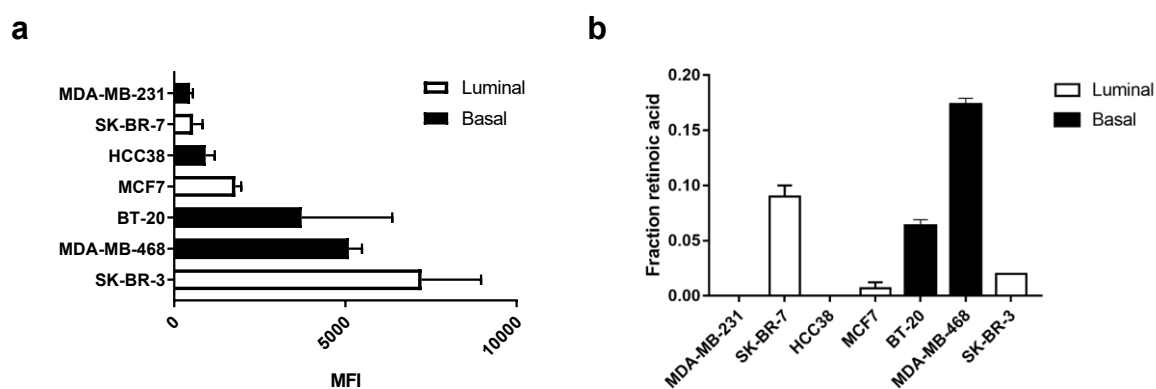 a
MDA-MB-231
SK-BR-7
HCC38
MCF7
BT-20
MDA-MB-468
SK-BR-3
0
5000
10000
MFI
Luminal
Basal
b
Fraction retinoic acid
0.20
0.15
0.10
0.05
0.00
MDA-MB-231
SK-BR-7
HCC38
MCF7
BT-20
MDA-MB-468
SK-BR-3
Luminal
Basal